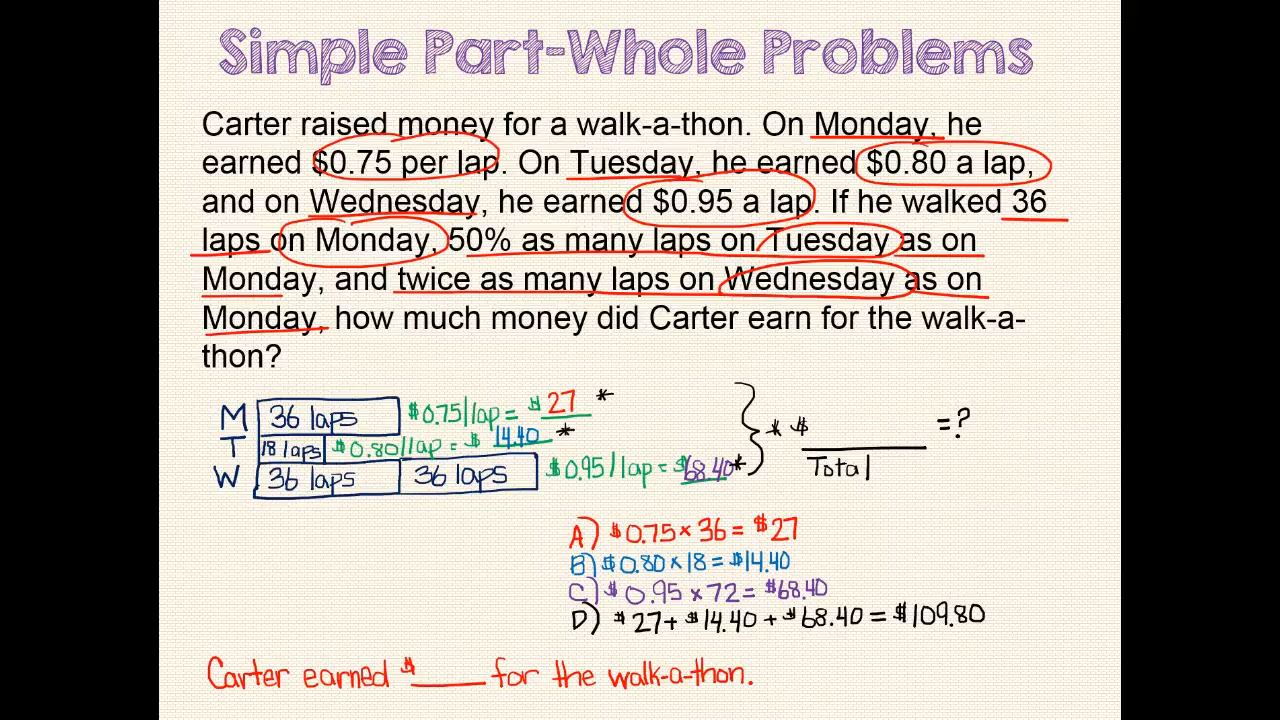 Simple Part-Whole Problems
Carter raised money for a walk-a-thon. On Monday, he
earned $0.75 per lap. On Tuesday, he earned $0.80 a lap,
and on Wednesday, he earned $0.95 a lap. If he walked 36
laps on Monday, 50% as many laps on Tuesday as on
Monday, and twice as many laps on Wednesday as on
Monday, how much money did Carter earn for the walk-a-
thon?
M 36 laps $0.75/lap = $27 *
T 18 laps $0.80/lap = $14.40 *
W 36 laps 36 laps $0.95/lap = $68.40 *
* $ = ?
Total
A) $0.75 × 36 = $27
B) $0.80 × 18 = $14.40
C) $0.95 × 72 = $68.40
D) $27 + $14.40 + $68.40 = $109.80
Carter earned $____ for the walk-a-thon.